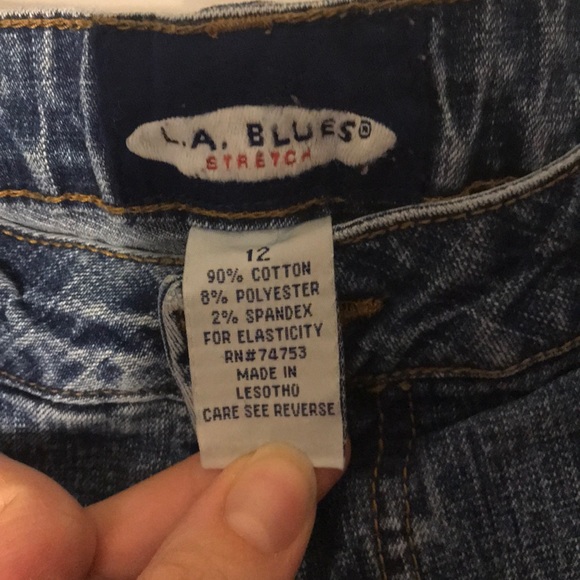 L.A. BLUES®
STRETCH
12
90% COTTON
8% POLYESTER
2% SPANDEX
FOR ELASTICITY
RN#74753
MADE IN
LESOTHO
CARE SEE REVERSE